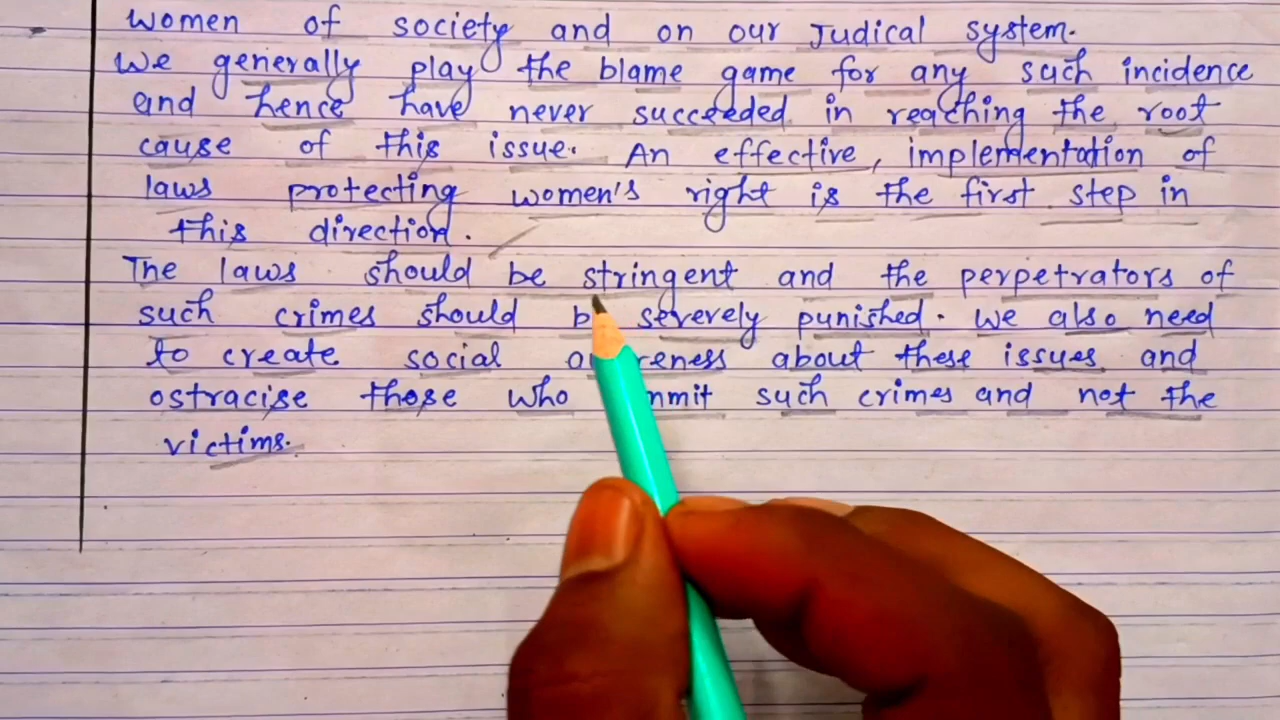 women of society and on our Judical system.
We generally play the blame game for any such incidence
and hence have never succeeded in reaching the root
cause of this issue. An effective, implementation of
laws protecting women's right is the first step in
this direction.
The laws should be stringent and the perpetrators of
such crimes should severely punished. We also need
to create social about these issues and
ostracise those who such crimes and not the
victims.